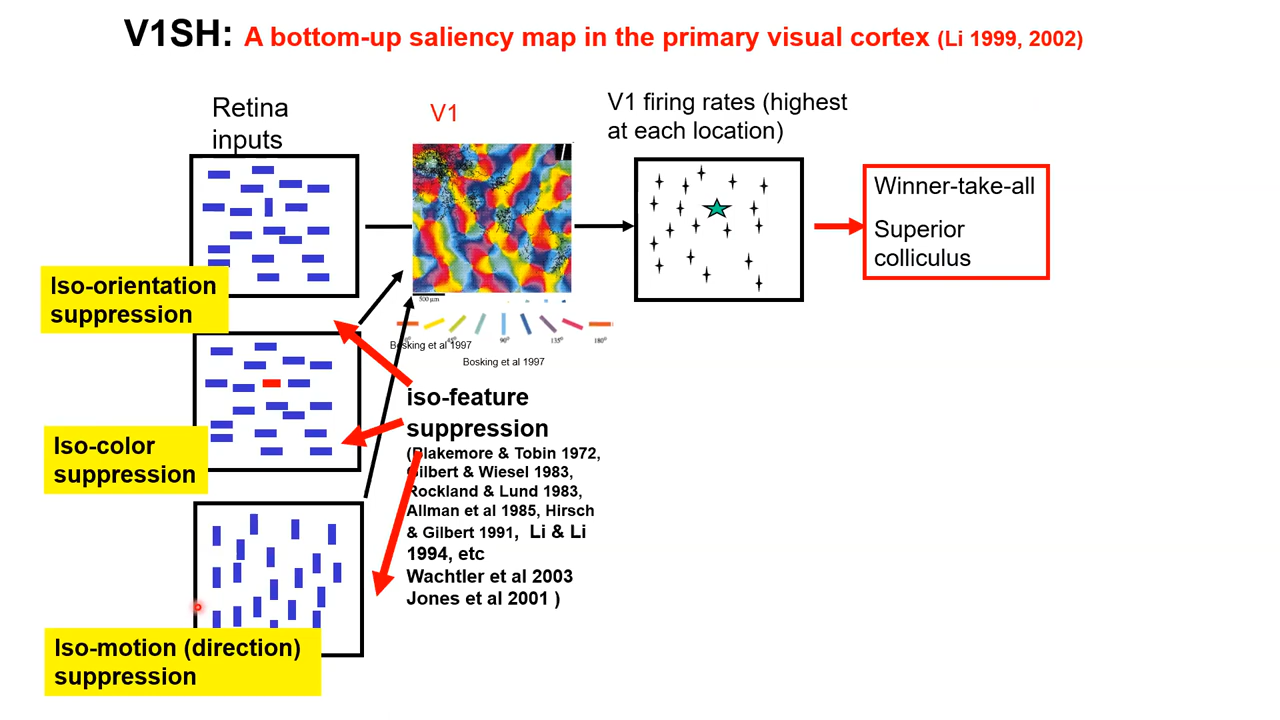 V1SH: A bottom-up saliency map in the primary visual cortex (Li 1999, 2002)
Retina
inputs
V1
V1 firing rates (highest
at each location)
Winner-take-all
Superior
colliculus
Iso-orientation
suppression
500 µm
0° 45° 90° 135° 180°
Bosking et al 1997
Bosking et al 1997
iso-feature
suppression
(Blakemore & Tobin 1972,
Gilbert & Wiesel 1983,
Rockland & Lund 1983,
Allman et al 1985, Hirsch
& Gilbert 1991, Li & Li
1994, etc
Wachtler et al 2003
Jones et al 2001 )
Iso-color
suppression
Iso-motion (direction)
suppression